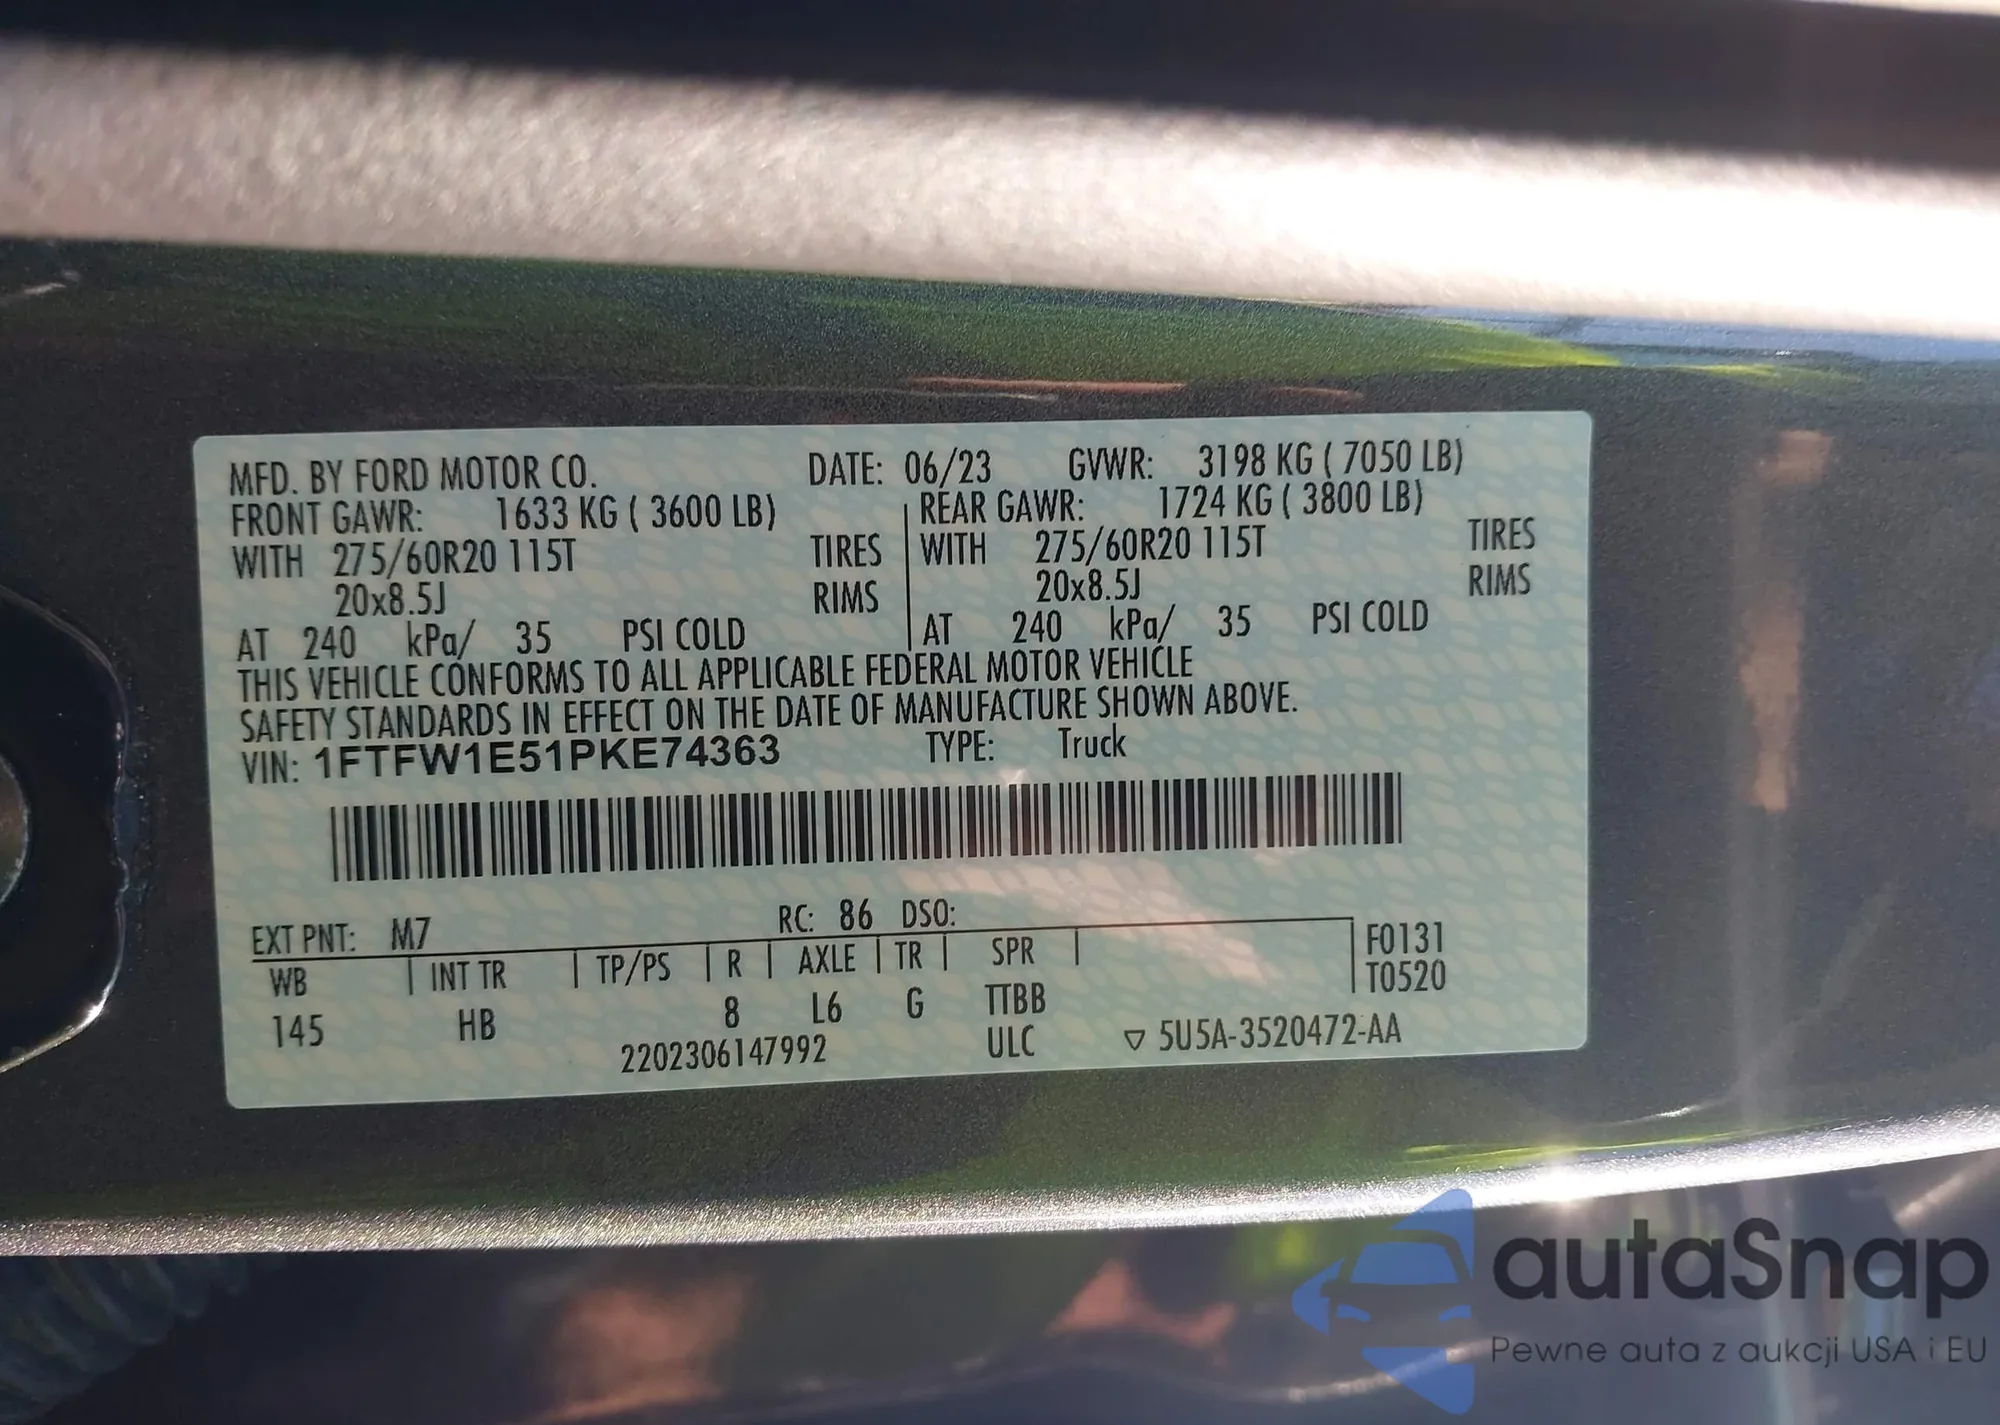 MFD. BY FORD MOTOR CO. DATE: 06/23 GVWR: 3198 KG ( 7050 LB)
FRONT GAWR: 1633 KG ( 3600 LB) REAR GAWR: 1724 KG ( 3800 LB)
WITH 275/60R20 115T TIRES WITH 275/60R20 115T TIRES
20x8.5J RIMS 20x8.5J RIMS
AT 240 kPa/ 35 PSI COLD AT 240 kPa/ 35 PSI COLD
THIS VEHICLE CONFORMS TO ALL APPLICABLE FEDERAL MOTOR VEHICLE
SAFETY STANDARDS IN EFFECT ON THE DATE OF MANUFACTURE SHOWN ABOVE.
VIN: 1FTFW1E51PKE74363 TYPE: Truck
EXT PNT: M7 RC: 86 DSO:
WB INT TR TP/PS R AXLE TR SPR F0131
T0520
145 HB 8 L6 G TTBB
2202306147992 ULC ▽ 5U5A-3520472-AA
autaSnap
Pewne auta z aukcji USA i EU